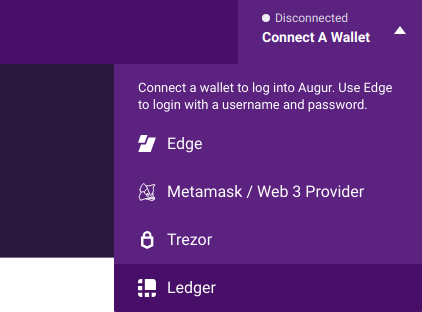 Disconnected
Connect A Wallet
Connect a wallet to log into Augur. Use Edge
to login with a username and password.
Edge
Metamask / Web 3 Provider
Trezor
Ledger